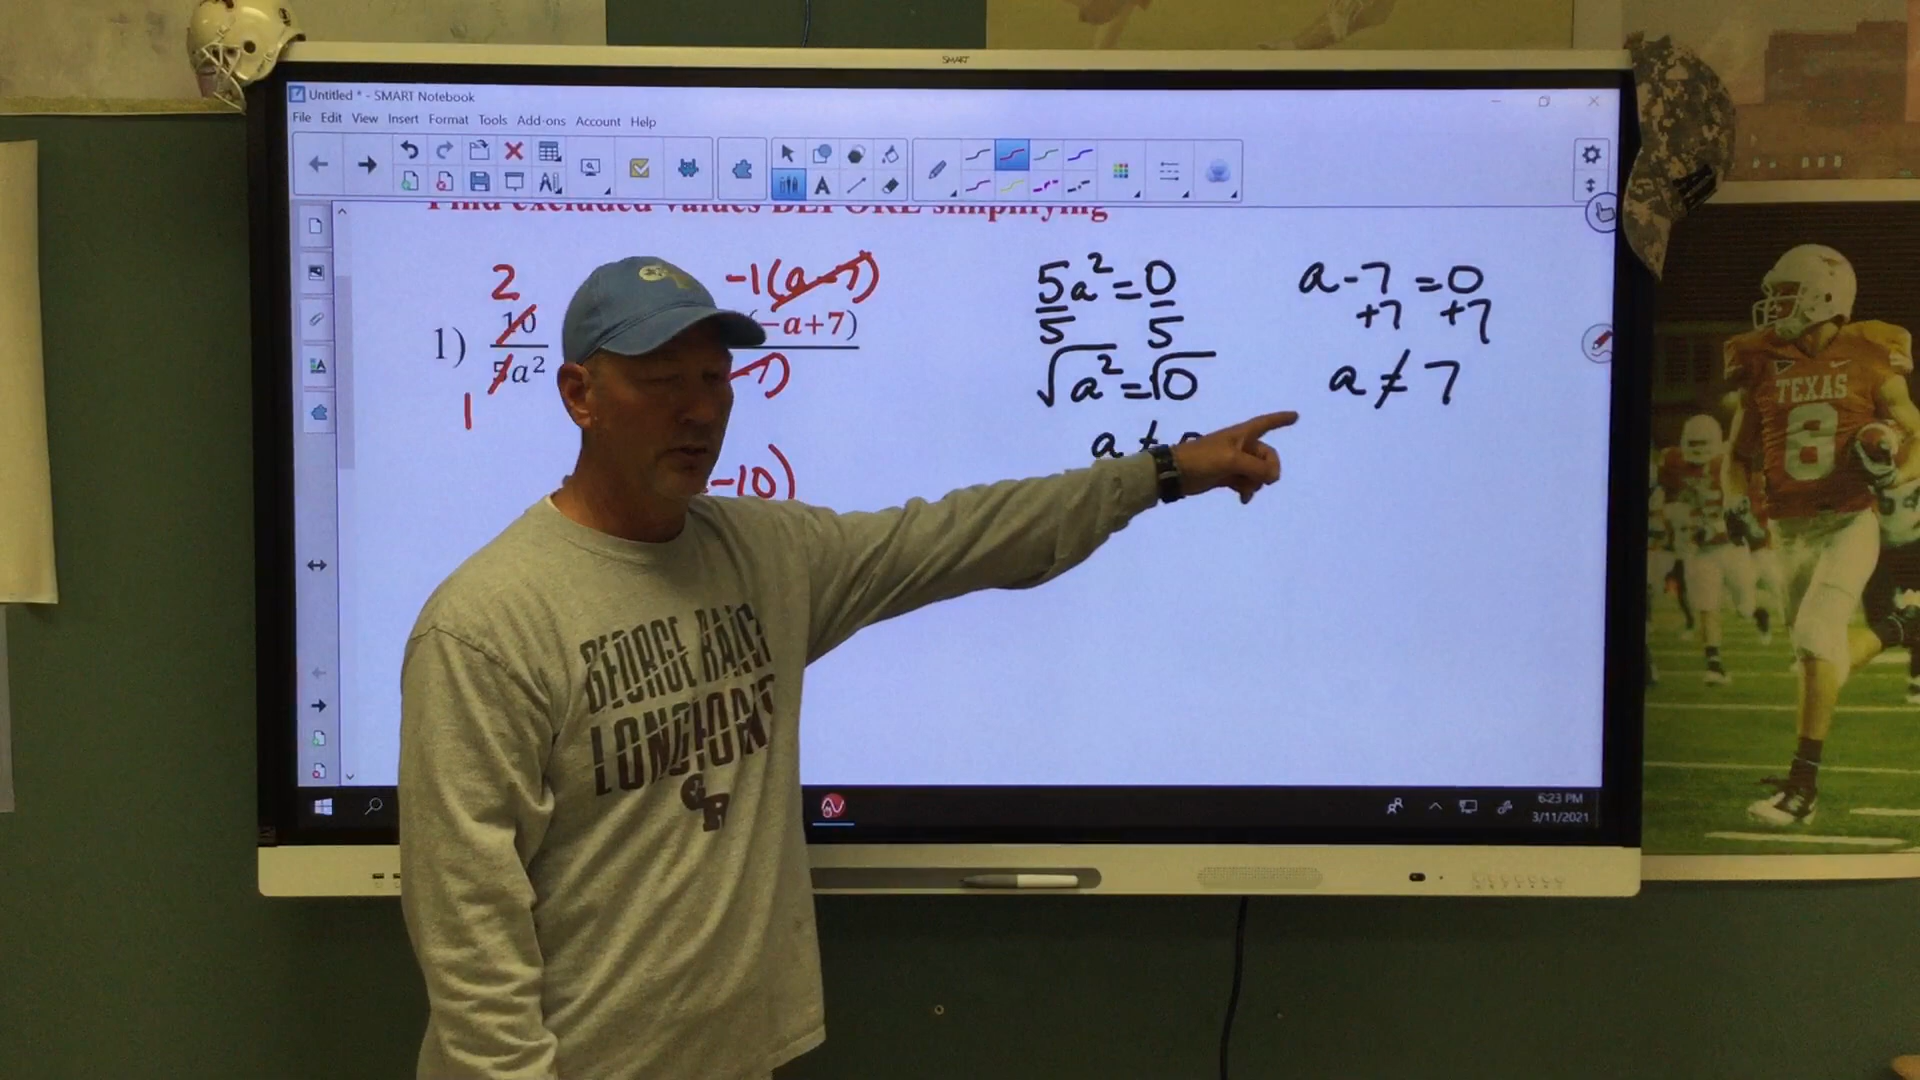 SMART
Untitled * - SMART Notebook
File Edit View Insert Format Tools Add-ons Account Help
Find excluded values BEFORE simplifying
2
-1(a-7)
1) 10 (-a+7)
5a²
1
-10)
5a²=0
5 5
√a²=√0
a ≠
a-7=0
+7 +7
a≠7
GEORGE RANCH
LONGHORNS
GR
6:23 PM
3/11/2021
TEXAS
8